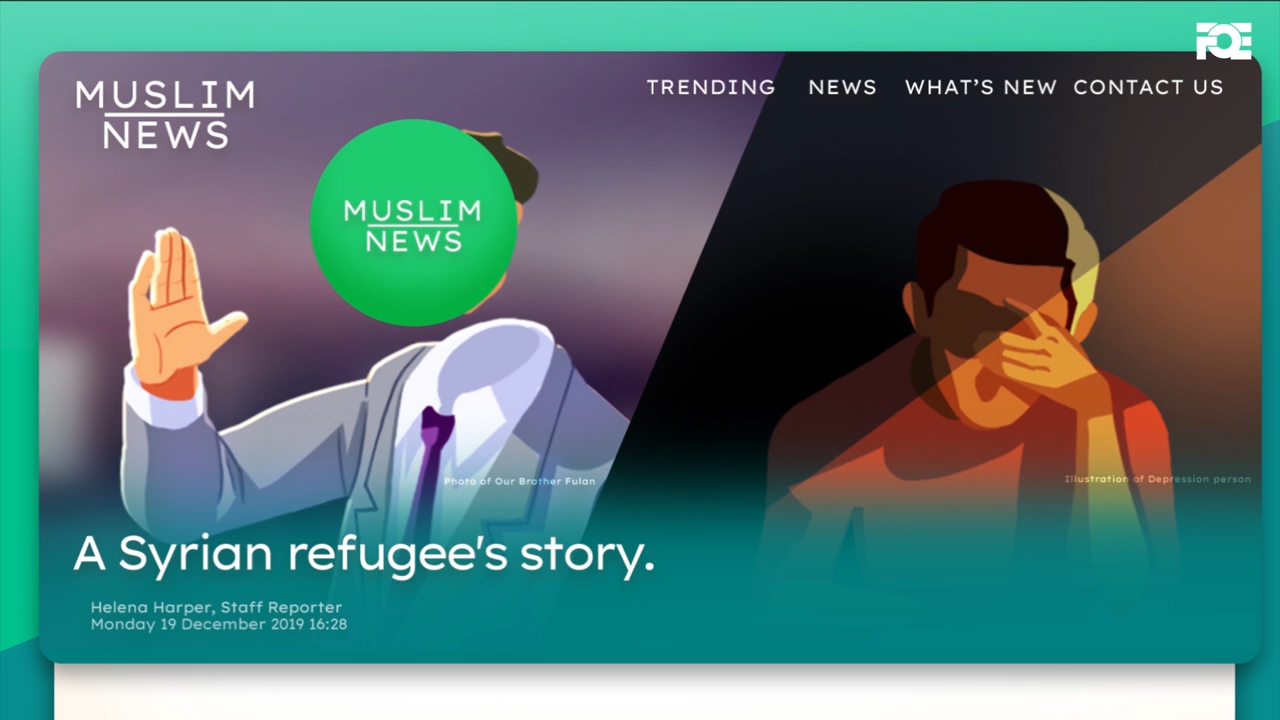 FQE
MUSLIM
NEWS
TRENDING NEWS WHAT'S NEW CONTACT US
MUSLIM
NEWS
Photo of Our Brother Fulan
Illustration of Depression person
A Syrian refugee's story.
Helena Harper, Staff Reporter
Monday 19 December 2019 16:28